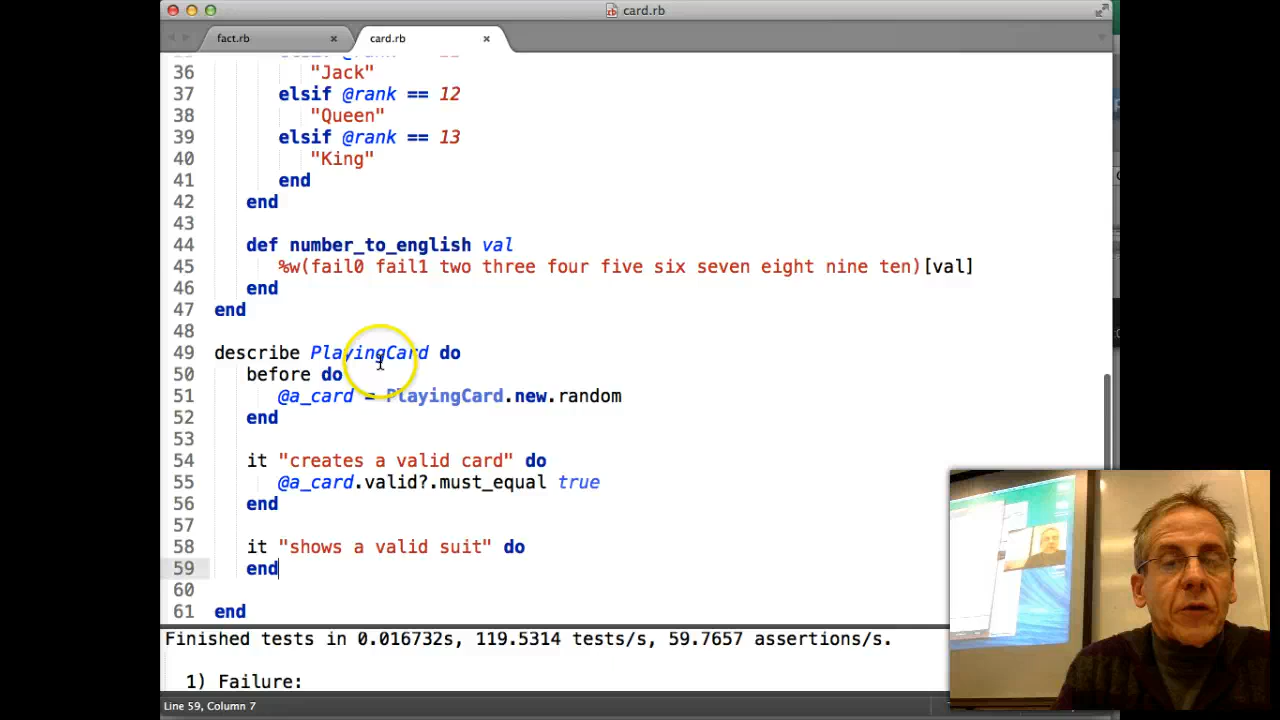 card.rb
fact.rb
card.rb
36 "Jack"
37 elsif @rank == 12
38 "Queen"
39 elsif @rank == 13
40 "King"
41 end
42 end
43
44 def number_to_english val
45 %w(fail0 fail1 two three four five six seven eight nine ten)[val]
46 end
47 end
48
49 describe PlayingCard do
50 before do
51 @a_card = PlayingCard.new.random
52 end
53
54 it "creates a valid card" do
55 @a_card.valid?.must_equal true
56 end
57
58 it "shows a valid suit" do
59 end
60
61 end
Finished tests in 0.016732s, 119.5314 tests/s, 59.7657 assertions/s.
1) Failure:
Line 59, Column 7